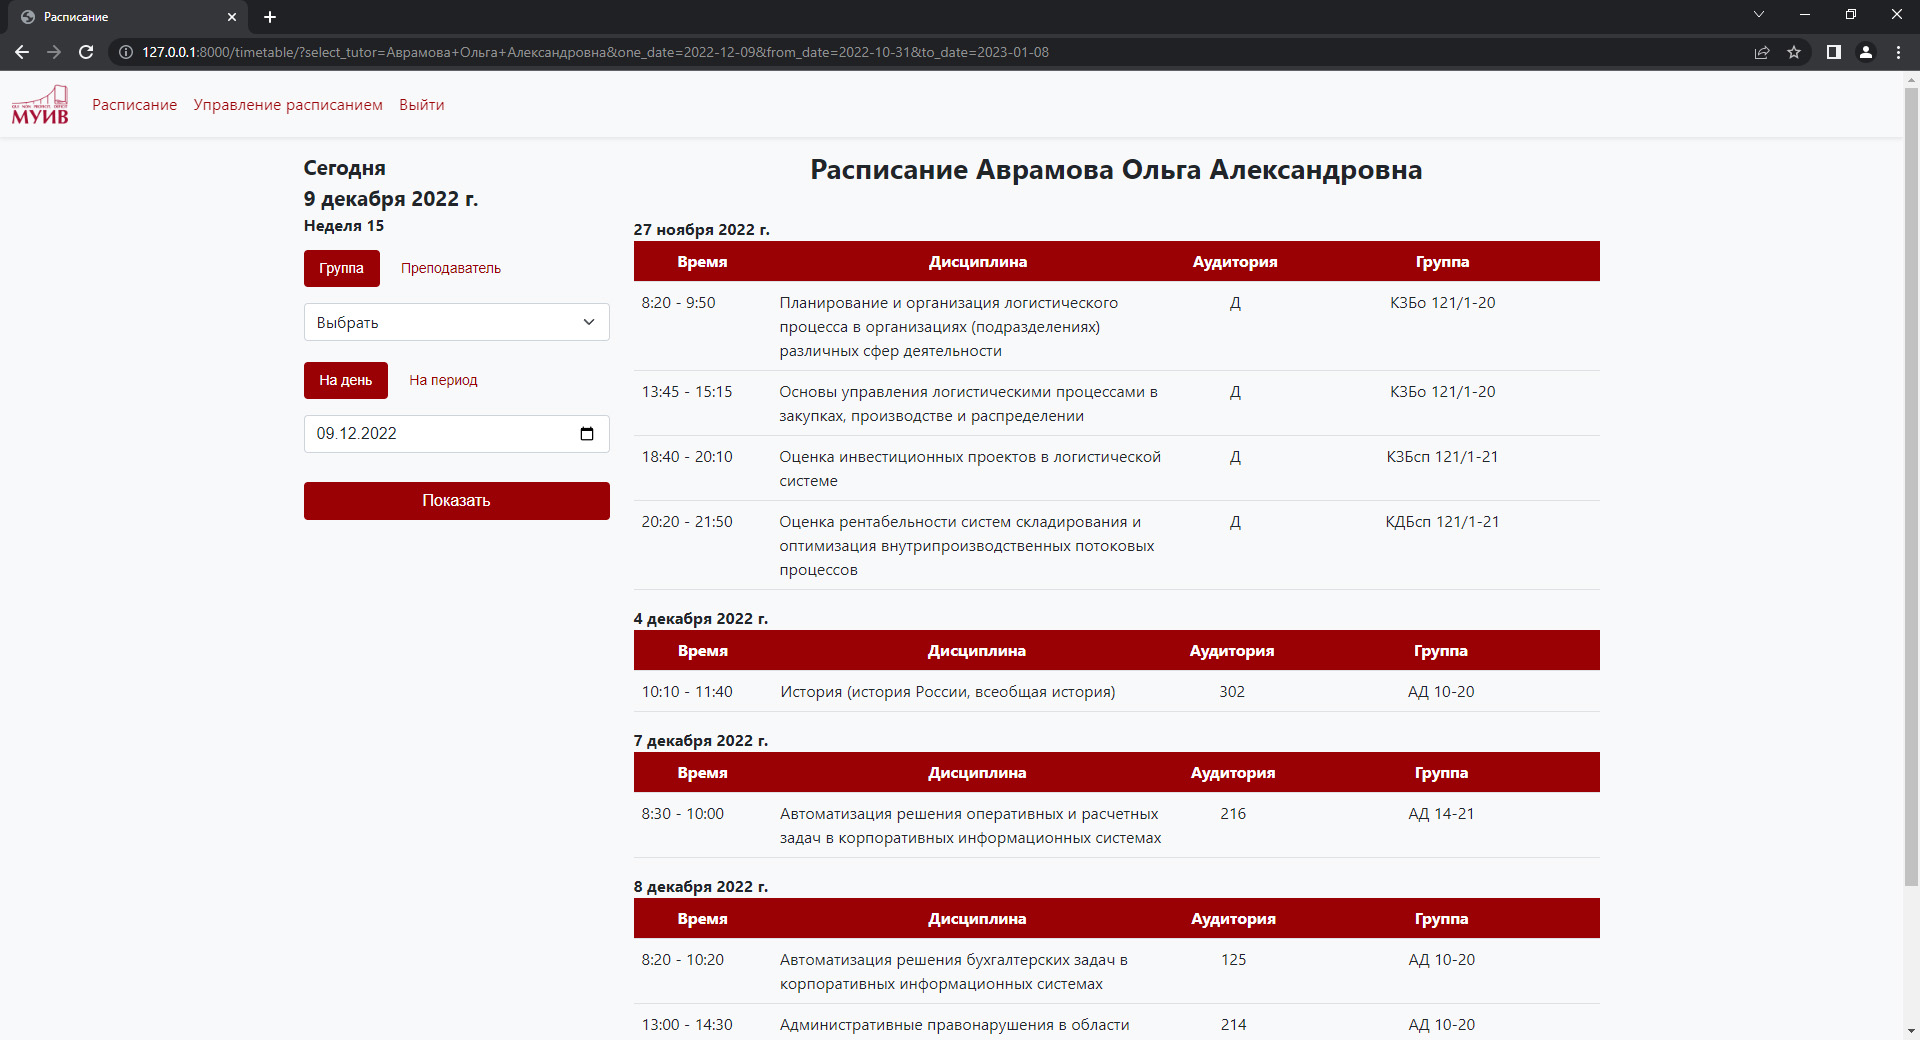 Расписание
127.0.0.1:8000/timetable/?select_tutor=Аврамова+Ольга+Александровна&one_date=2022-12-09&from_date=2022-10-31&to_date=2023-01-08
МУИВ
Расписание Управление расписанием Выйти
Сегодня
9 декабря 2022 г.
Неделя 15
Группа Преподаватель
Выбрать
На день На период
09.12.2022
Показать
Расписание Аврамова Ольга Александровна
27 ноября 2022 г.
Время Дисциплина Аудитория Группа
8:20 - 9:50 Планирование и организация логистического Д КЗБо 121/1-20
процесса в организациях (подразделениях)
различных сфер деятельности
13:45 - 15:15 Основы управления логистическими процессами в Д КЗБо 121/1-20
закупках, производстве и распределении
18:40 - 20:10 Оценка инвестиционных проектов в логистической Д КЗБсп 121/1-21
системе
20:20 - 21:50 Оценка рентабельности систем складирования и Д КДБсп 121/1-21
оптимизация внутрипроизводственных потоковых
процессов
4 декабря 2022 г.
Время Дисциплина Аудитория Группа
10:10 - 11:40 История (история России, всеобщая история) 302 АД 10-20
7 декабря 2022 г.
Время Дисциплина Аудитория Группа
8:30 - 10:00 Автоматизация решения оперативных и расчетных 216 АД 14-21
задач в корпоративных информационных системах
8 декабря 2022 г.
Время Дисциплина Аудитория Группа
8:20 - 10:20 Автоматизация решения бухгалтерских задач в 125 АД 10-20
корпоративных информационных системах
13:00 - 14:30 Административные правонарушения в области 214 АД 10-20